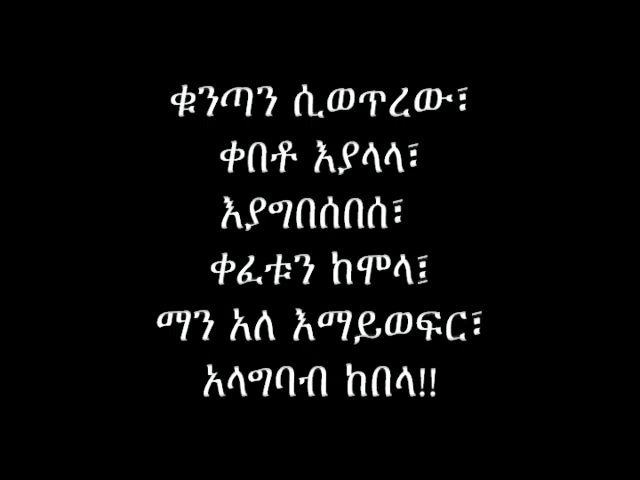 ቁንጣን ሲወጥረው፣
ቀበቶ እያላላ፣
እያግበሰበሰ፣
ቀፈቱን ከሞላ፤
ማን አለ እማይወፍር፣
አላግባብ ከበላ!!